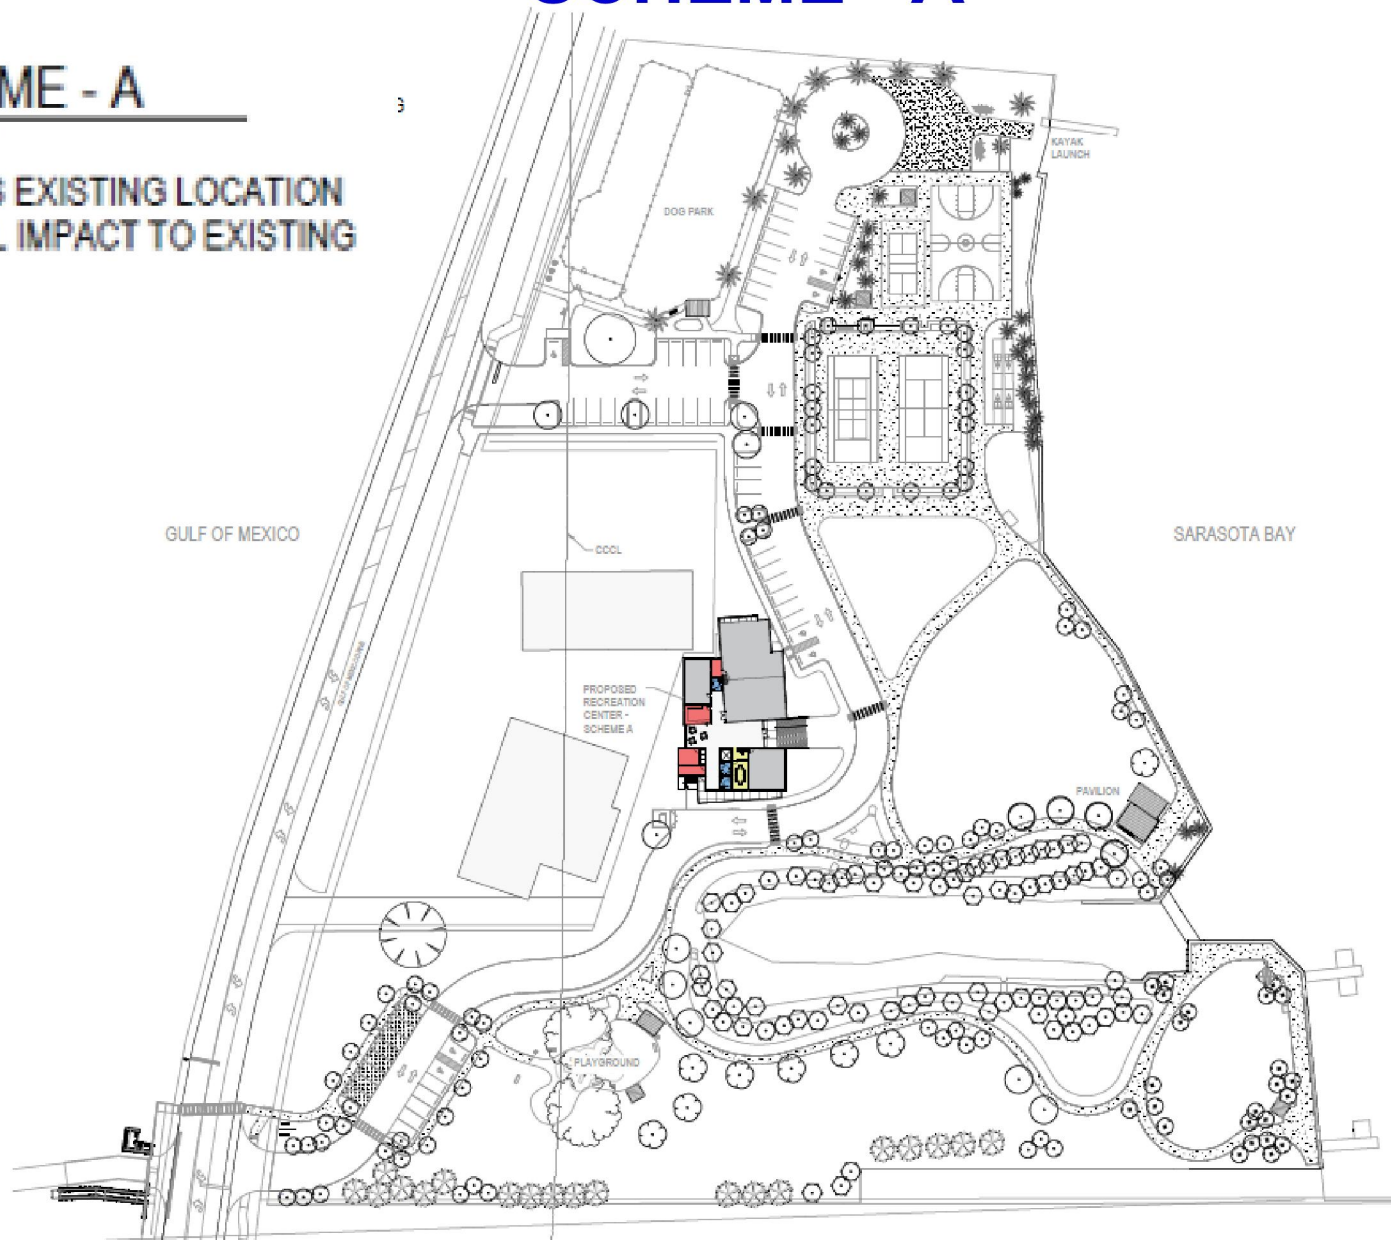 SCHEME - A
ME - A
G
S EXISTING LOCATION
L IMPACT TO EXISTING
KAYAK
LAUNCH
DOG PARK
GULF OF MEXICO
SARASOTA BAY
CCCL
PROPOSED
RECREATION
CENTER -
SCHEME A
PAVILION
PLAYGROUND